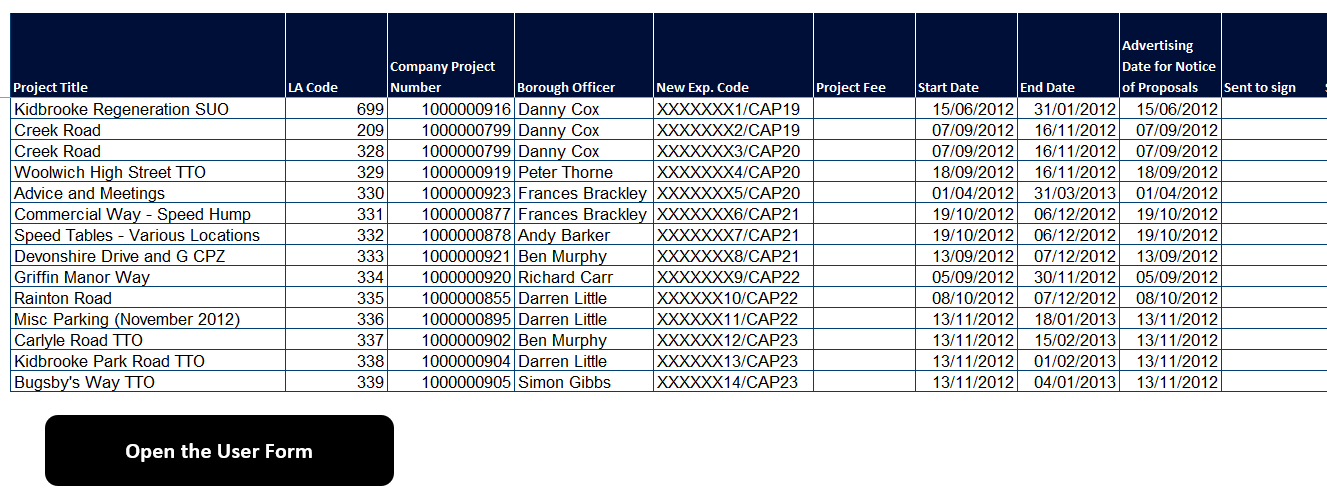 Project Title LA Code Company Project Number Borough Officer New Exp. Code Project Fee Start Date End Date Advertising Date for Notice of Proposals Sent to sign
Kidbrooke Regeneration SUO 699 1000000916 Danny Cox XXXXXXX1/CAP19 15/06/2012 31/01/2012 15/06/2012
Creek Road 209 1000000799 Danny Cox XXXXXXX2/CAP19 07/09/2012 16/11/2012 07/09/2012
Creek Road 328 1000000799 Danny Cox XXXXXXX3/CAP20 07/09/2012 16/11/2012 07/09/2012
Woolwich High Street TTO 329 1000000919 Peter Thorne XXXXXXX4/CAP20 18/09/2012 16/11/2012 18/09/2012
Advice and Meetings 330 1000000923 Frances Brackley XXXXXXX5/CAP20 01/04/2012 31/03/2013 01/04/2012
Commercial Way - Speed Hump 331 1000000877 Frances Brackley XXXXXXX6/CAP21 19/10/2012 06/12/2012 19/10/2012
Speed Tables - Various Locations 332 1000000878 Andy Barker XXXXXXX7/CAP21 19/10/2012 06/12/2012 19/10/2012
Devonshire Drive and G CPZ 333 1000000921 Ben Murphy XXXXXXX8/CAP21 13/09/2012 07/12/2012 13/09/2012
Griffin Manor Way 334 1000000920 Richard Carr XXXXXXX9/CAP22 05/09/2012 30/11/2012 05/09/2012
Rainton Road 335 1000000855 Darren Little XXXXXX10/CAP22 08/10/2012 07/12/2012 08/10/2012
Misc Parking (November 2012) 336 1000000895 Darren Little XXXXXX11/CAP22 13/11/2012 18/01/2013 13/11/2012
Carlyle Road TTO 337 1000000902 Ben Murphy XXXXXX12/CAP23 13/11/2012 15/02/2013 13/11/2012
Kidbrooke Park Road TTO 338 1000000904 Darren Little XXXXXX13/CAP23 13/11/2012 01/02/2013 13/11/2012
Bugsby's Way TTO 339 1000000905 Simon Gibbs XXXXXX14/CAP23 13/11/2012 04/01/2013 13/11/2012
Open the User Form